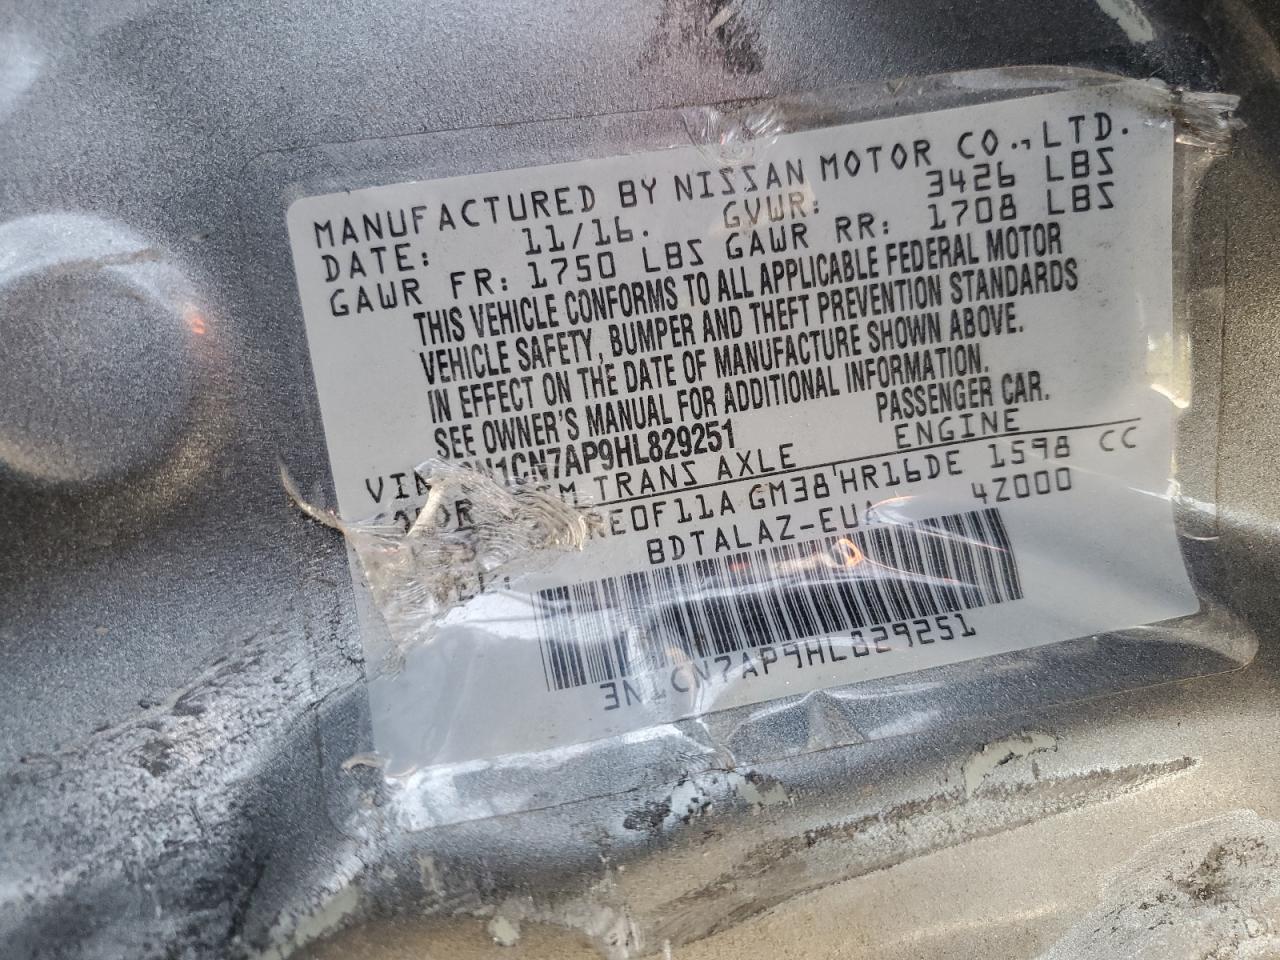 MANUFACTURED BY NISSAN MOTOR CO., LTD.
DATE: 11/16. GVWR: 3426 LBS
GAWR FR: 1750 LBS GAWR RR: 1708 LBS
THIS VEHICLE CONFORMS TO ALL APPLICABLE FEDERAL MOTOR
VEHICLE SAFETY, BUMPER AND THEFT PREVENTION STANDARDS
IN EFFECT ON THE DATE OF MANUFACTURE SHOWN ABOVE.
SEE OWNER'S MANUAL FOR ADDITIONAL INFORMATION.
3N1CN7AP9HL829251 PASSENGER CAR.
TRANS AXLE ENGINE
GM38 HR16DE 1598 CC
BDTALAZ-EUA 4Z000
3N1CN7AP9HL829251